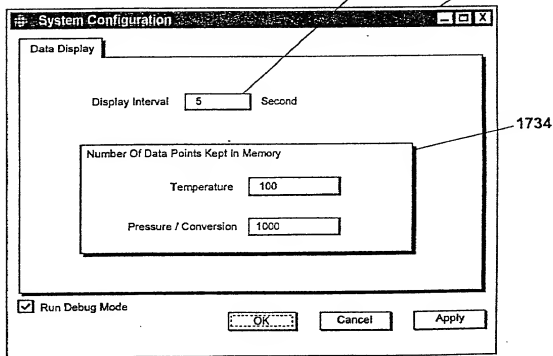 System Configuration
Data Display
Display Interval 5 Second
1734
Number Of Data Points Kept In Memory
Temperature 100
Pressure / Conversion 1000
Run Debug Mode
OK Cancel Apply